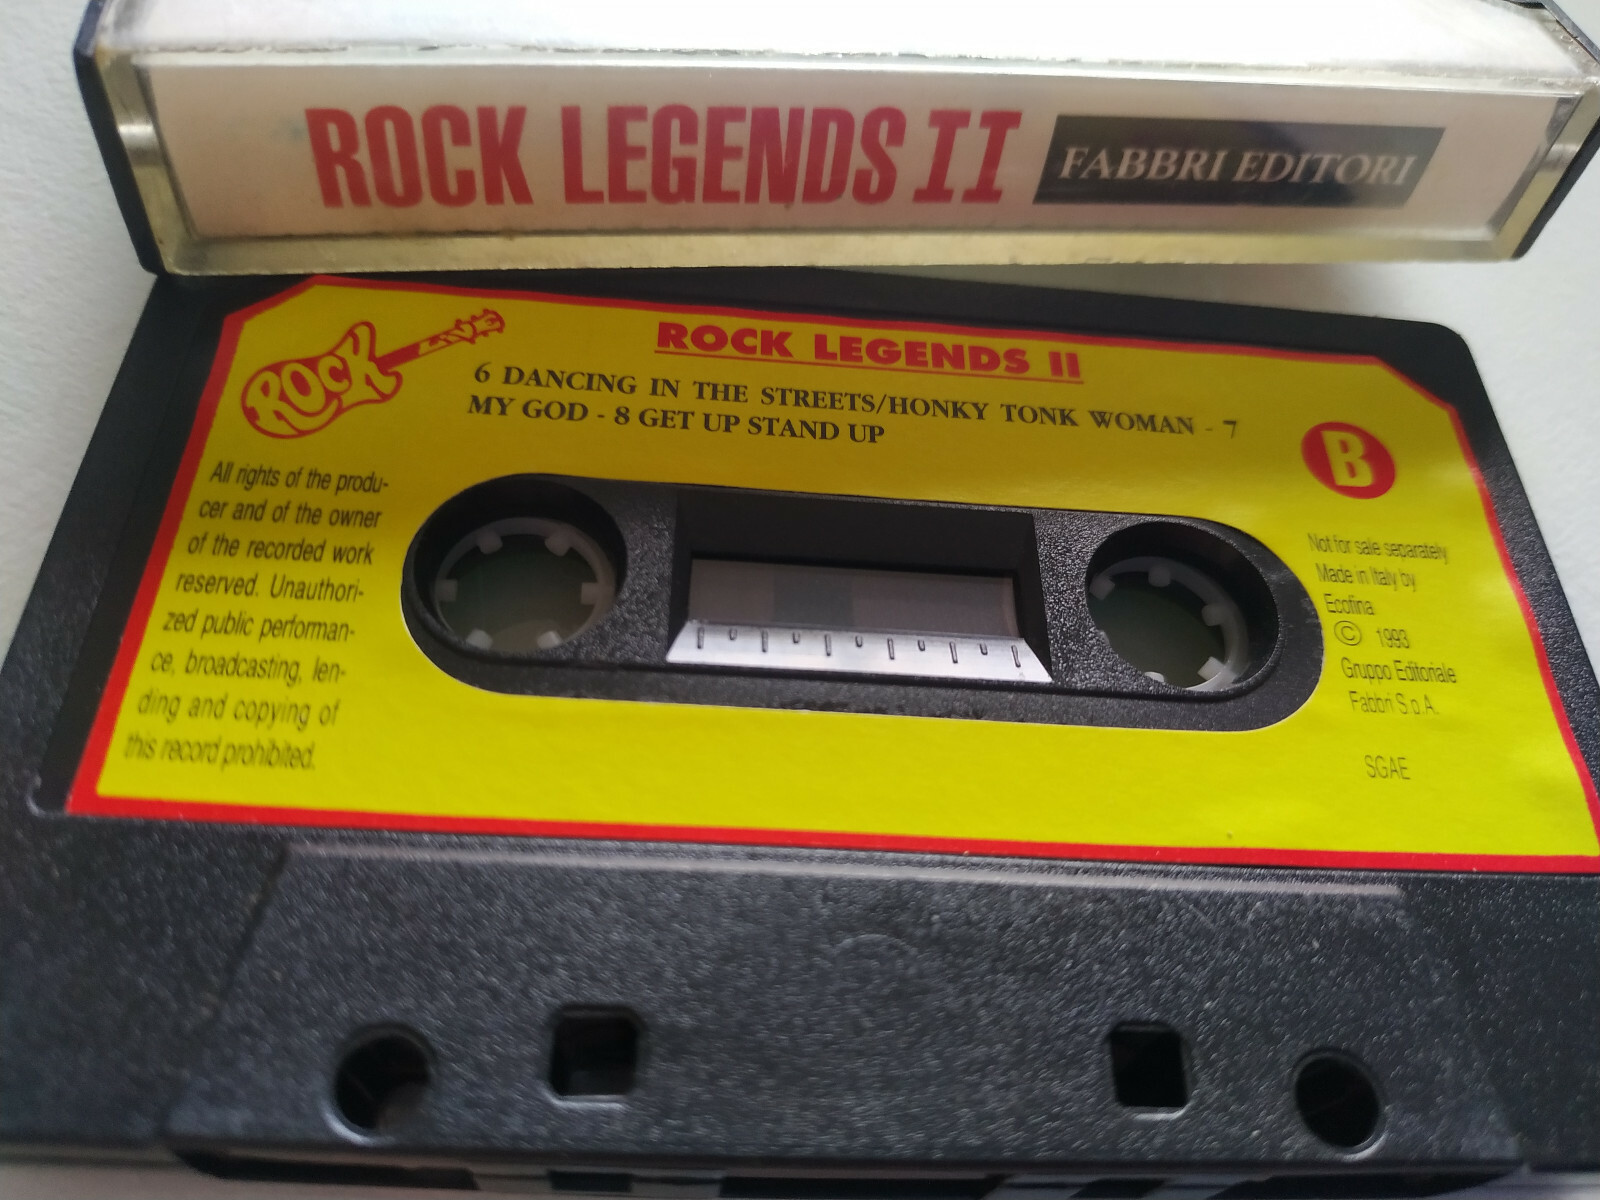 ROCK LEGENDS II FABBRI EDITORI
ROCK LIVE
ROCK LEGENDS II
6 DANCING IN THE STREETS/HONKY TONK WOMAN - 7
MY GOD - 8 GET UP STAND UP
B
All rights of the produ-
cer and of the owner
of the recorded work
reserved. Unauthori-
zed public performan-
ce, broadcasting, len-
ding and copying of
this record prohibited.
Not for sale separately
Made in Italy by
Ecofina
© 1993
Gruppo Editoriale
Fabbri S.p.A.
SGAE